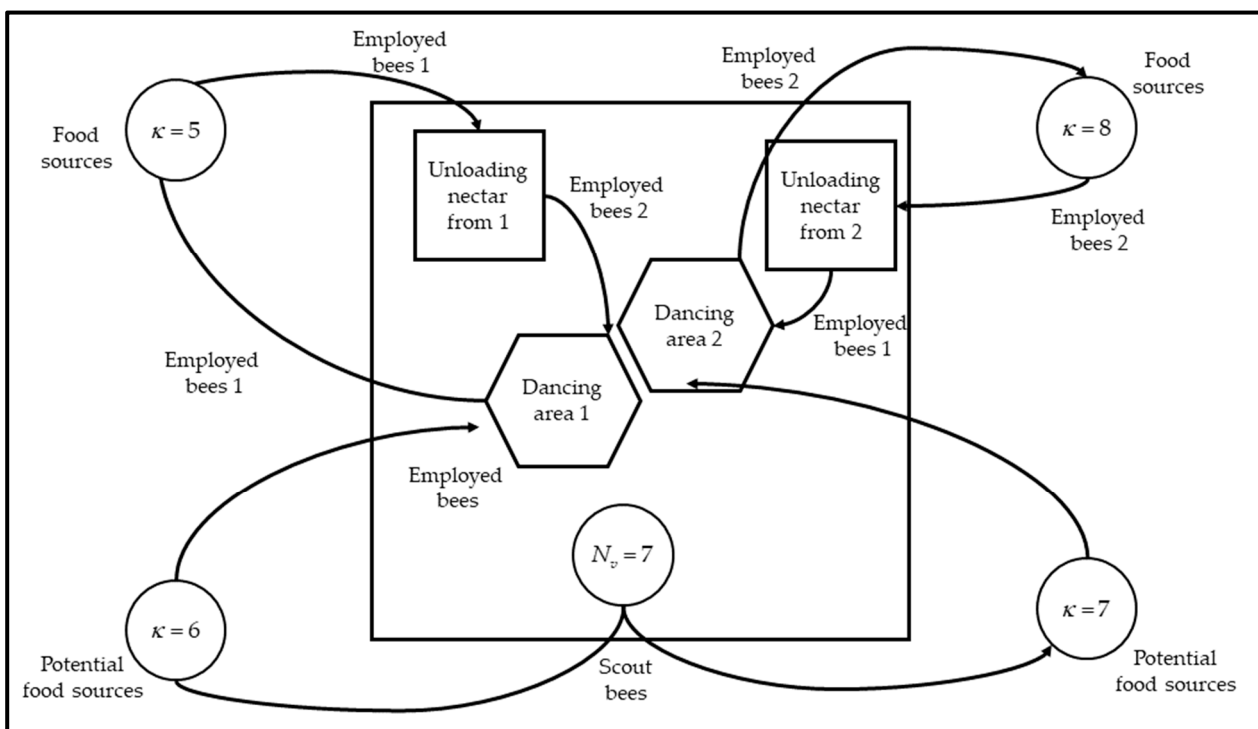 Employed
bees 1
Employed
bees 2
Food
sources
κ = 5
κ = 8
Food
sources
Unloading
nectar
from 1
Employed
bees 2
Unloading
nectar
from 2
Employed
bees 2
Dancing
area 2
Employed
bees 1
Employed
bees 1
Dancing
area 1
Employed
bees
N_v = 7
κ = 6
κ = 7
Potential
food sources
Scout
bees
Potential
food sources